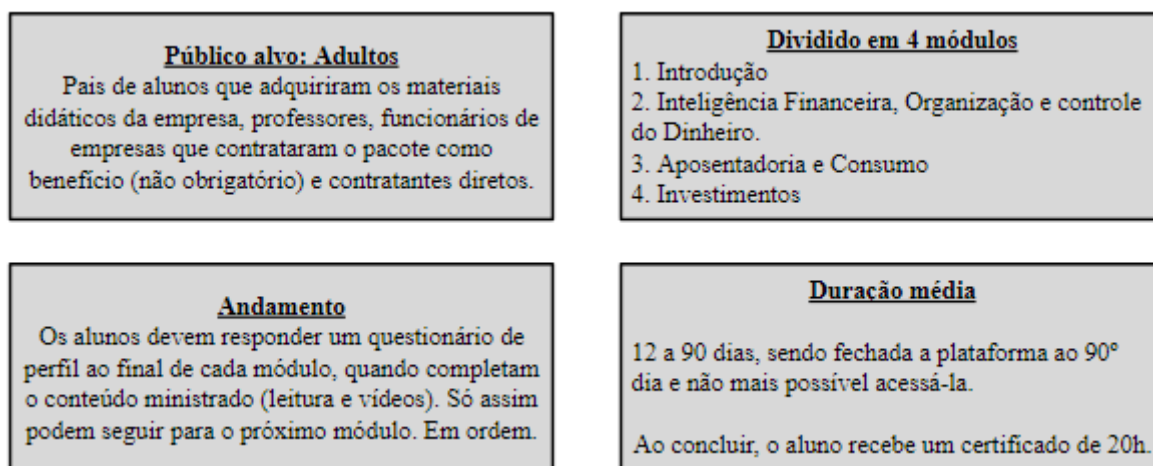 Público alvo: Adultos
Pais de alunos que adquiriram os materiais
didáticos da empresa, professores, funcionários de
empresas que contrataram o pacote como
benefício (não obrigatório) e contratantes diretos.
Dividido em 4 módulos
1. Introdução
2. Inteligência Financeira, Organização e controle
do Dinheiro.
3. Aposentadoria e Consumo
4. Investimentos
Andamento
Os alunos devem responder um questionário de
perfil ao final de cada módulo, quando completam
o conteúdo ministrado (leitura e vídeos). Só assim
podem seguir para o próximo módulo. Em ordem.
Duração média
12 a 90 dias, sendo fechada a plataforma ao 90º
dia e não mais possível acessá-la.
Ao concluir, o aluno recebe um certificado de 20h.